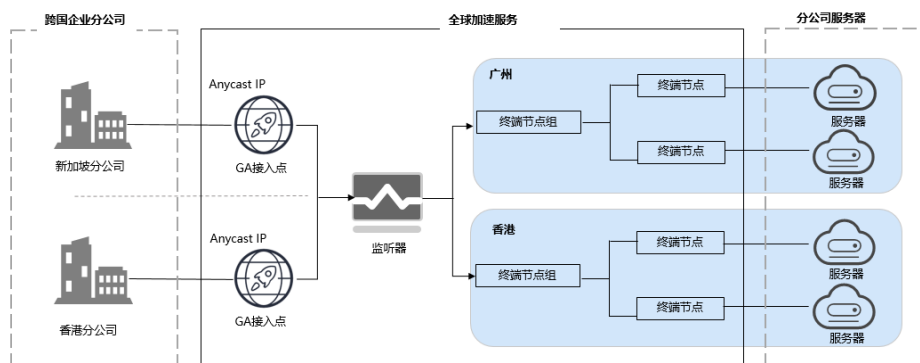 跨国企业分公司
全球加速服务
分公司服务器
Anycast IP
GA接入点
新加坡分公司
Anycast IP
GA接入点
香港分公司
监听器
广州
终端节点组
终端节点
终端节点
服务器
服务器
香港
终端节点组
终端节点
终端节点
服务器
服务器